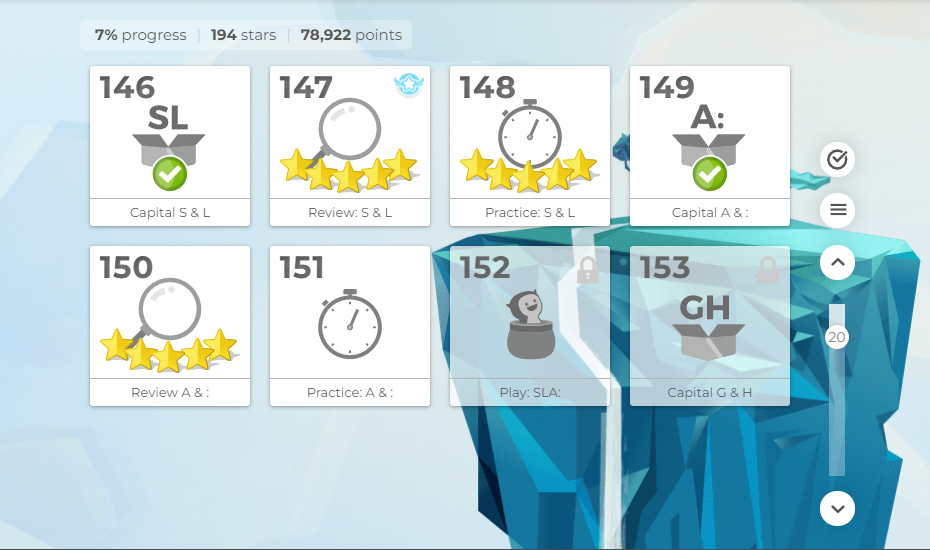 7% progress | 194 stars | 78,922 points
146
SL
Capital S & L
147
Review: S & L
148
Practice: S & L
149
A:
Capital A & :
150
Review A & :
151
Practice: A & :
152
Play: SLA:
153
GH
Capital G & H
20